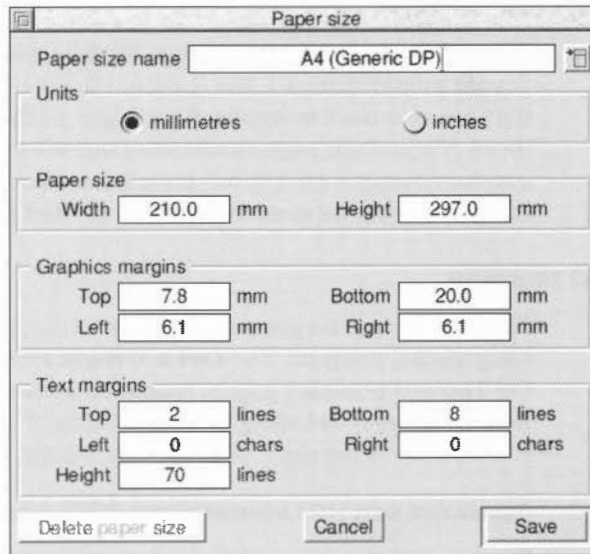 Paper size
Paper size name A4 (Generic DP)
Units
millimetres inches
Paper size
Width 210.0 mm Height 297.0 mm
Graphics margins
Top 7.8 mm Bottom 20.0 mm
Left 6.1 mm Right 6.1 mm
Text margins
Top 2 lines Bottom 8 lines
Left 0 chars Right 0 chars
Height 70 lines
Delete paper size Cancel Save